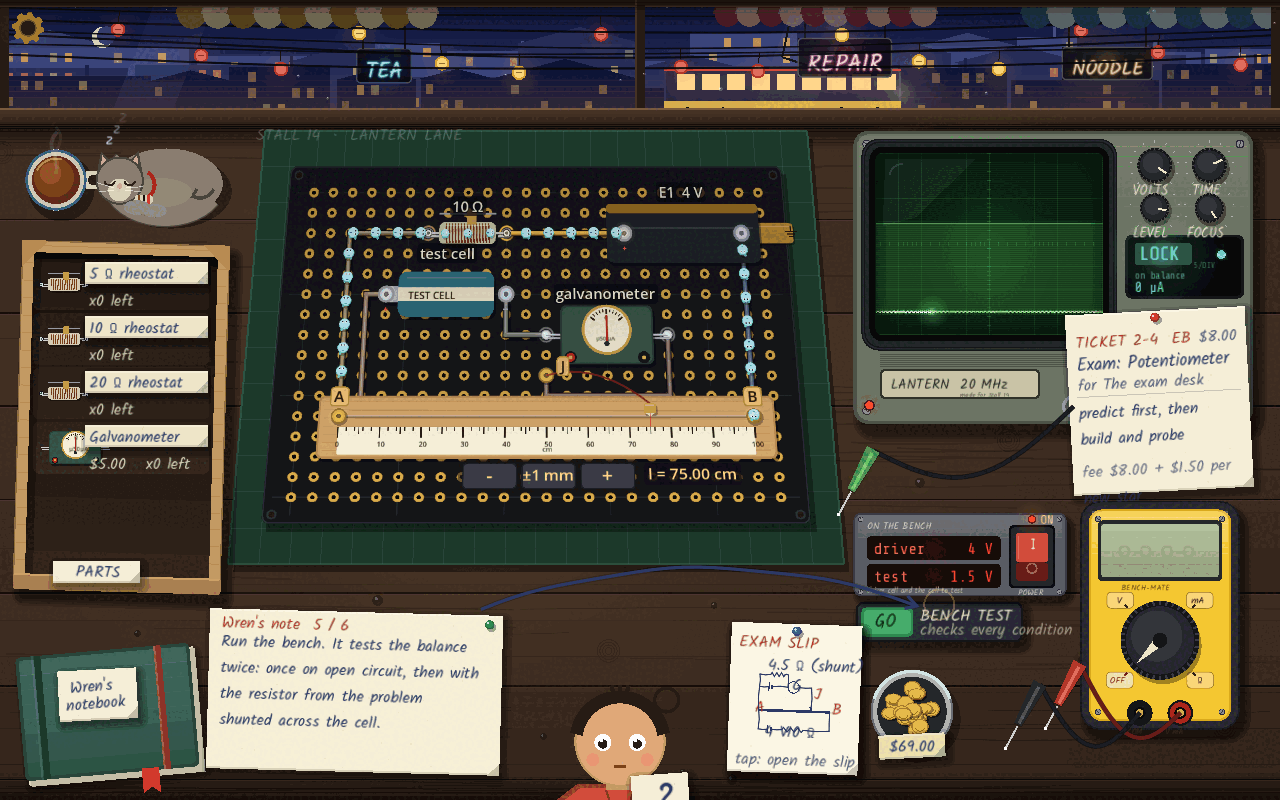 TEA
REPAIR
NOODLE
STALL 14 · LANTERN LANE
z
z
z
E1 4 V
10 Ω
test cell
TEST CELL
galvanometer
J
A
B
0 10 20 30 40 50 60 70 80 90 100
cm
-
±1 mm
+
l = 75.00 cm
5 Ω rheostat
x0 left
10 Ω rheostat
x0 left
20 Ω rheostat
x0 left
Galvanometer
$5.00 x0 left
PARTS
VOLTS TIME
LEVEL FOCUS
LOCK
S/DIV
on balance
0 µA
LANTERN 20 MHz
made for Stall 14
TICKET 2-4 EB $8.00
Exam: Potentiometer
for The exam desk
predict first, then
build and probe
fee $8.00 + $1.50 per
ON THE BENCH
ON
driver 4 V
test 1.5 V
I
POWER
GO
BENCH TEST
checks every condition
BENCH-MATE
V
mA
OFF
Ω
Wren's note 5 / 6
Run the bench. It tests the balance
twice: once on open circuit, then with
the resistor from the problem
shunted across the cell.
Wren's
notebook
EXAM SLIP
4.5 Ω (shunt)
G
J
A
B
tap: open the slip
$69.00
2